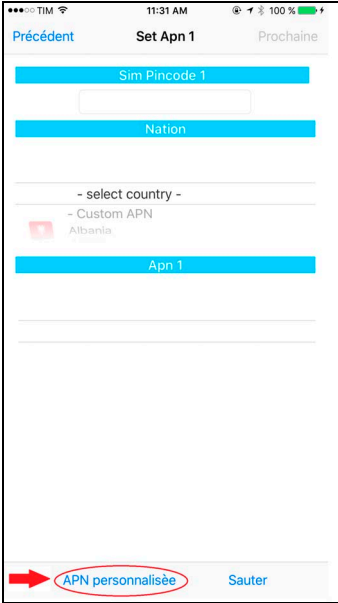 TIM 11:31 AM 100 %
Précédent Set Apn 1 Prochaine
Sim Pincode 1
Nation
- select country -
- Custom APN
Albania
Apn 1
APN personnalisèe Sauter